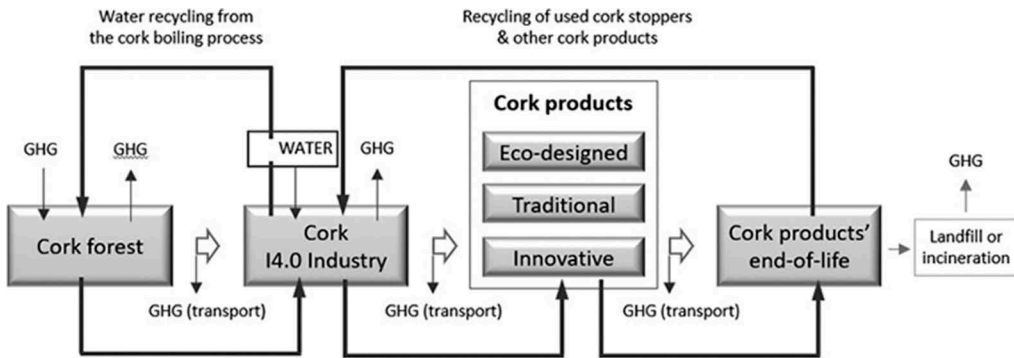 Water recycling from
the cork boiling process
Recycling of used cork stoppers
& other cork products
Cork products
GHG
GHG
WATER
GHG
Eco-designed
GHG
Traditional
Cork forest
Cork
I4.0 Industry
Innovative
Cork products’
end-of-life
Landfill or
incineration
GHG (transport)
GHG (transport)
GHG (transport)